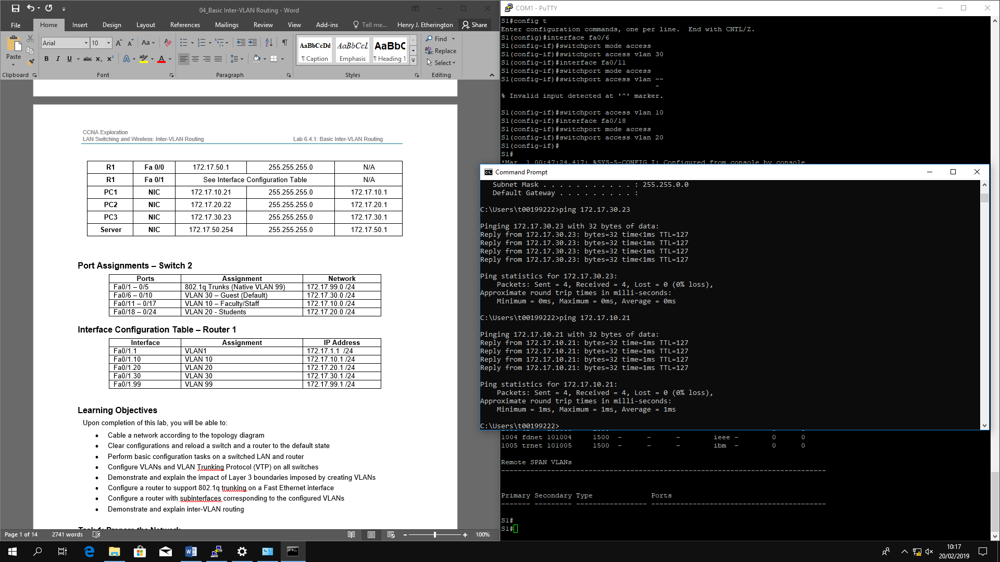 04_Basic Inter-VLAN Routing - Word
File Home Insert Design Layout References Mailings Review View Add-ins Tell me... Henry J. Etherington Share
Paste
Arial 10
Aa
B I U abc x₂ x²
AaBbCcDd AaBbCcI AaBbC
¶ Caption Emphasis ¶ Heading 1
Find
Replace
Select
Clipboard Font Paragraph Styles Editing
CCNA Exploration
LAN Switching and Wireless: Inter-VLAN Routing Lab 6.4.1: Basic Inter-VLAN Routing
R1 Fa 0/0 172.17.50.1 255.255.255.0 N/A
R1 Fa 0/1 See Interface Configuration Table N/A
PC1 NIC 172.17.10.21 255.255.255.0 172.17.10.1
PC2 NIC 172.17.20.22 255.255.255.0 172.17.20.1
PC3 NIC 172.17.30.23 255.255.255.0 172.17.30.1
Server NIC 172.17.50.254 255.255.255.0 172.17.50.1
Port Assignments – Switch 2
Ports Assignment Network
Fa0/1 – 0/5 802.1q Trunks (Native VLAN 99) 172.17.99.0 /24
Fa0/6 – 0/10 VLAN 30 – Guest (Default) 172.17.30.0 /24
Fa0/11 – 0/17 VLAN 10 – Faculty/Staff 172.17.10.0 /24
Fa0/18 – 0/24 VLAN 20 - Students 172.17.20.0 /24
Interface Configuration Table – Router 1
Interface Assignment IP Address
Fa0/1.1 VLAN1 172.17.1.1 /24
Fa0/1.10 VLAN 10 172.17.10.1 /24
Fa0/1.20 VLAN 20 172.17.20.1 /24
Fa0/1.30 VLAN 30 172.17.30.1 /24
Fa0/1.99 VLAN 99 172.17.99.1 /24
Learning Objectives
Upon completion of this lab, you will be able to:
• Cable a network according to the topology diagram
• Clear configurations and reload a switch and a router to the default state
• Perform basic configuration tasks on a switched LAN and router
• Configure VLANs and VLAN Trunking Protocol (VTP) on all switches
• Demonstrate and explain the impact of Layer 3 boundaries imposed by creating VLANs
• Configure a router to support 802.1q trunking on a Fast Ethernet interface
• Configure a router with subinterfaces corresponding to the configured VLANs
• Demonstrate and explain inter-VLAN routing
Task 1: Prepare the Network
Page 1 of 14 2741 words 100%
COM1 - PuTTY
S1#config t
Enter configuration commands, one per line.  End with CNTL/Z.
S1(config)#interface fa0/6
S1(config-if)#switchport mode access
S1(config-if)#switchport access vlan 30
S1(config-if)#interface fa0/11
S1(config-if)#switchport mode access
S1(config-if)#switchport access vlan ~~
^
% Invalid input detected at '^' marker.
S1(config-if)#switchport access vlan 10
S1(config-if)#interface fa0/18
S1(config-if)#switchport mode access
S1(config-if)#switchport access vlan 20
S1(config-if)#
S1#
*Mar  1 00:47:24.417: %SYS-5-CONFIG_I: Configured from console by console
Command Prompt
Subnet Mask . . . . . . . . . . . : 255.255.0.0
Default Gateway . . . . . . . . . :
C:\Users\t00199222>ping 172.17.30.23
Pinging 172.17.30.23 with 32 bytes of data:
Reply from 172.17.30.23: bytes=32 time<1ms TTL=127
Reply from 172.17.30.23: bytes=32 time<1ms TTL=127
Reply from 172.17.30.23: bytes=32 time<1ms TTL=127
Reply from 172.17.30.23: bytes=32 time<1ms TTL=127
Ping statistics for 172.17.30.23:
Packets: Sent = 4, Received = 4, Lost = 0 (0% loss),
Approximate round trip times in milli-seconds:
Minimum = 0ms, Maximum = 0ms, Average = 0ms
C:\Users\t00199222>ping 172.17.10.21
Pinging 172.17.10.21 with 32 bytes of data:
Reply from 172.17.10.21: bytes=32 time=1ms TTL=127
Reply from 172.17.10.21: bytes=32 time=1ms TTL=127
Reply from 172.17.10.21: bytes=32 time=1ms TTL=127
Reply from 172.17.10.21: bytes=32 time=1ms TTL=127
Ping statistics for 172.17.10.21:
Packets: Sent = 4, Received = 4, Lost = 0 (0% loss),
Approximate round trip times in milli-seconds:
Minimum = 1ms, Maximum = 1ms, Average = 1ms
C:\Users\t00199222>
1004 fdnet 101004 1500 - - - ieee - 0 0
1005 trnet 101005 1500 - - - ibm - 0 0
Remote SPAN VLANs
------------------------------------------------------------------------------
Primary Secondary Type Ports
------- --------- ----------------- ------------------------------------------
S1#
S1#
10:17
20/02/2019